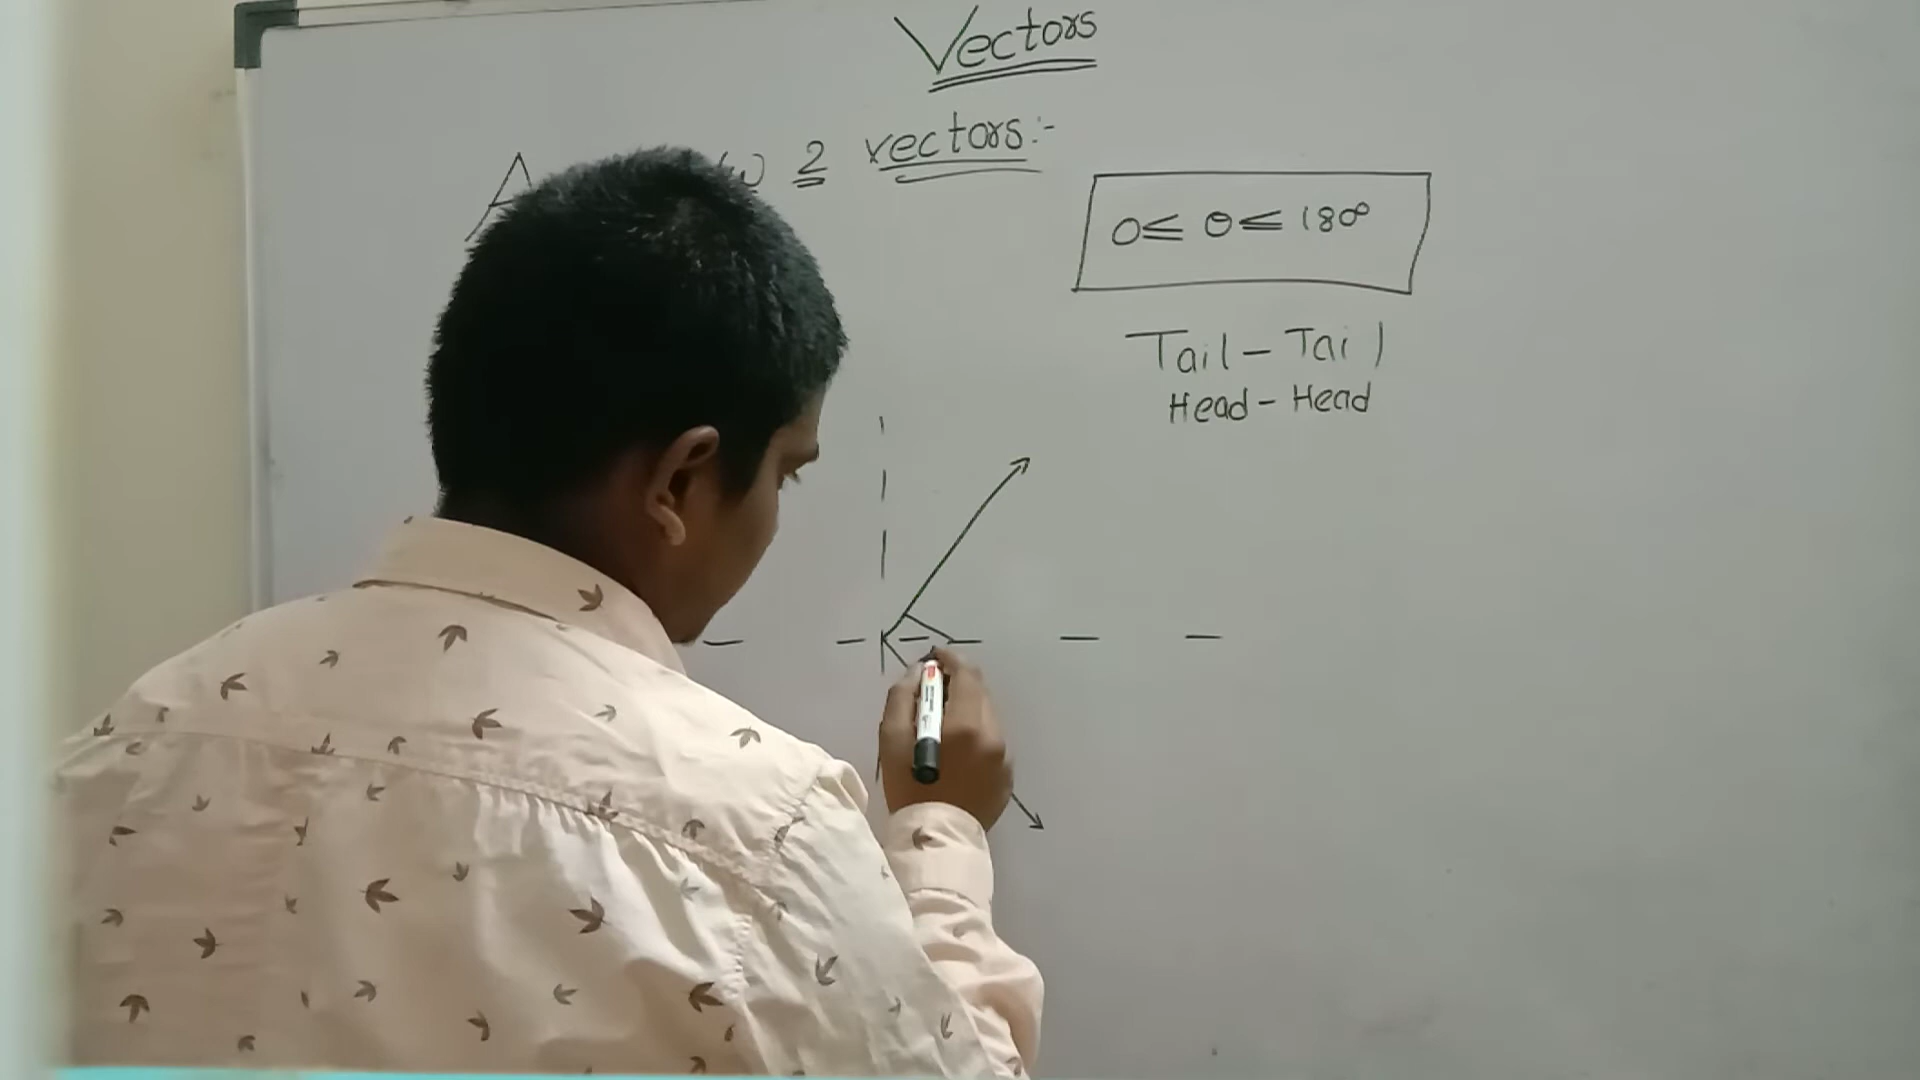 Vectors
2 vectors:-
0 ≤ θ ≤ 180°
Tail - Tail
Head - Head